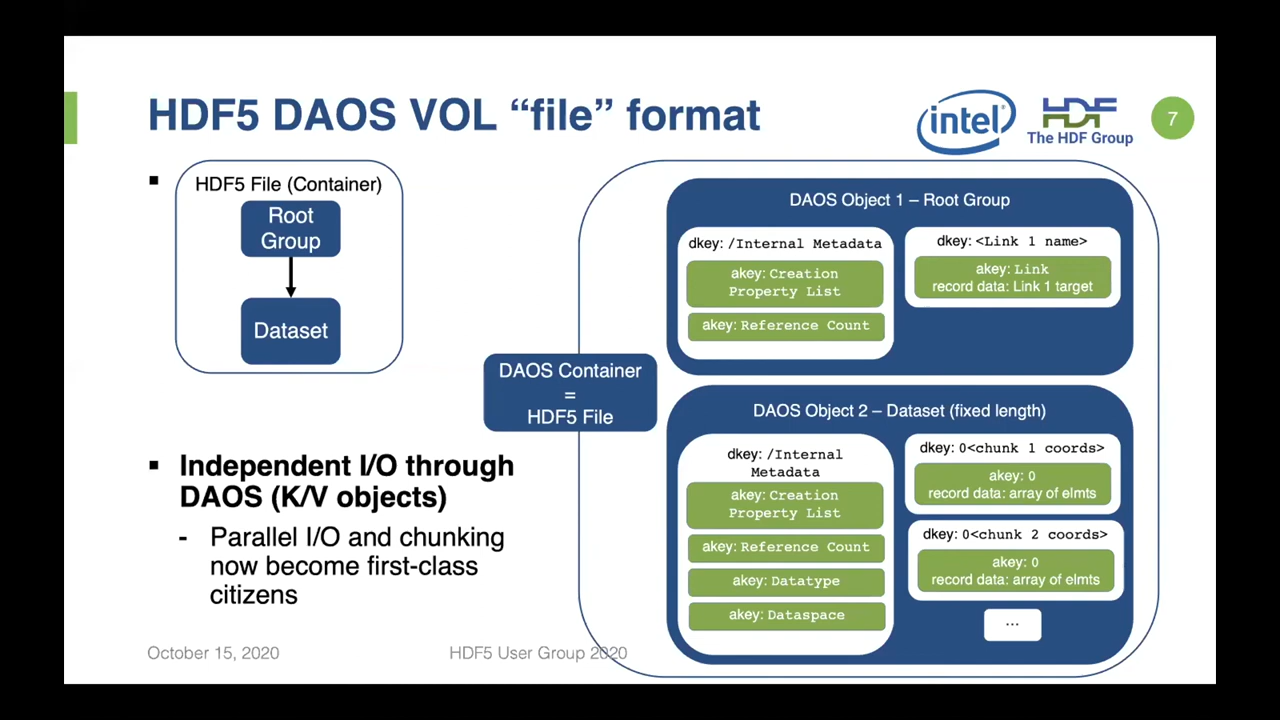 HDF5 DAOS VOL “file” format
intel
HDF
The HDF Group
7
▪
HDF5 File (Container)
Root
Group
Dataset
▪ Independent I/O through
DAOS (K/V objects)
- Parallel I/O and chunking
now become first-class
citizens
DAOS Container
=
HDF5 File
DAOS Object 1 – Root Group
dkey: /Internal Metadata
akey: Creation
Property List
akey: Reference Count
dkey: <Link 1 name>
akey: Link
record data: Link 1 target
DAOS Object 2 – Dataset (fixed length)
dkey: /Internal
Metadata
akey: Creation
Property List
akey: Reference Count
akey: Datatype
akey: Dataspace
dkey: 0<chunk 1 coords>
akey: 0
record data: array of elmts
dkey: 0<chunk 2 coords>
akey: 0
record data: array of elmts
...
October 15, 2020
HDF5 User Group 2020